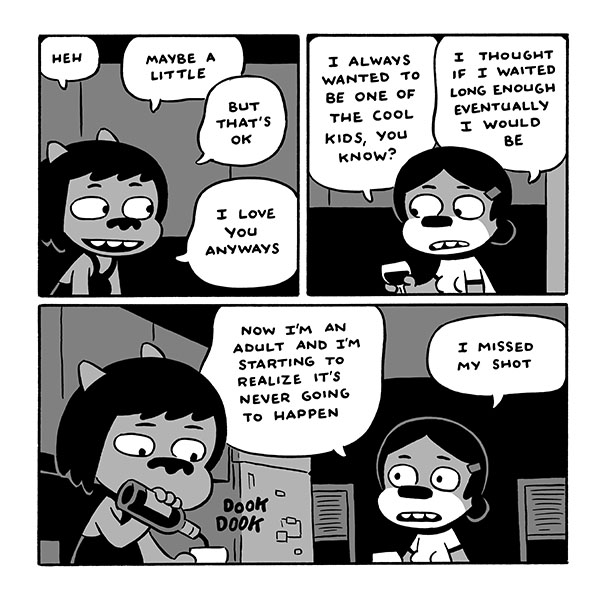 HEH
MAYBE A
LITTLE
BUT
THAT'S
OK
I LOVE
YOU
ANYWAYS
I ALWAYS
WANTED TO
BE ONE OF
THE COOL
KIDS, YOU
KNOW?
I THOUGHT
IF I WAITED
LONG ENOUGH
EVENTUALLY
I WOULD
BE
NOW I'M AN
ADULT AND I'M
STARTING TO
REALIZE IT'S
NEVER GOING
TO HAPPEN
DOOK
DOOK
I MISSED
MY SHOT